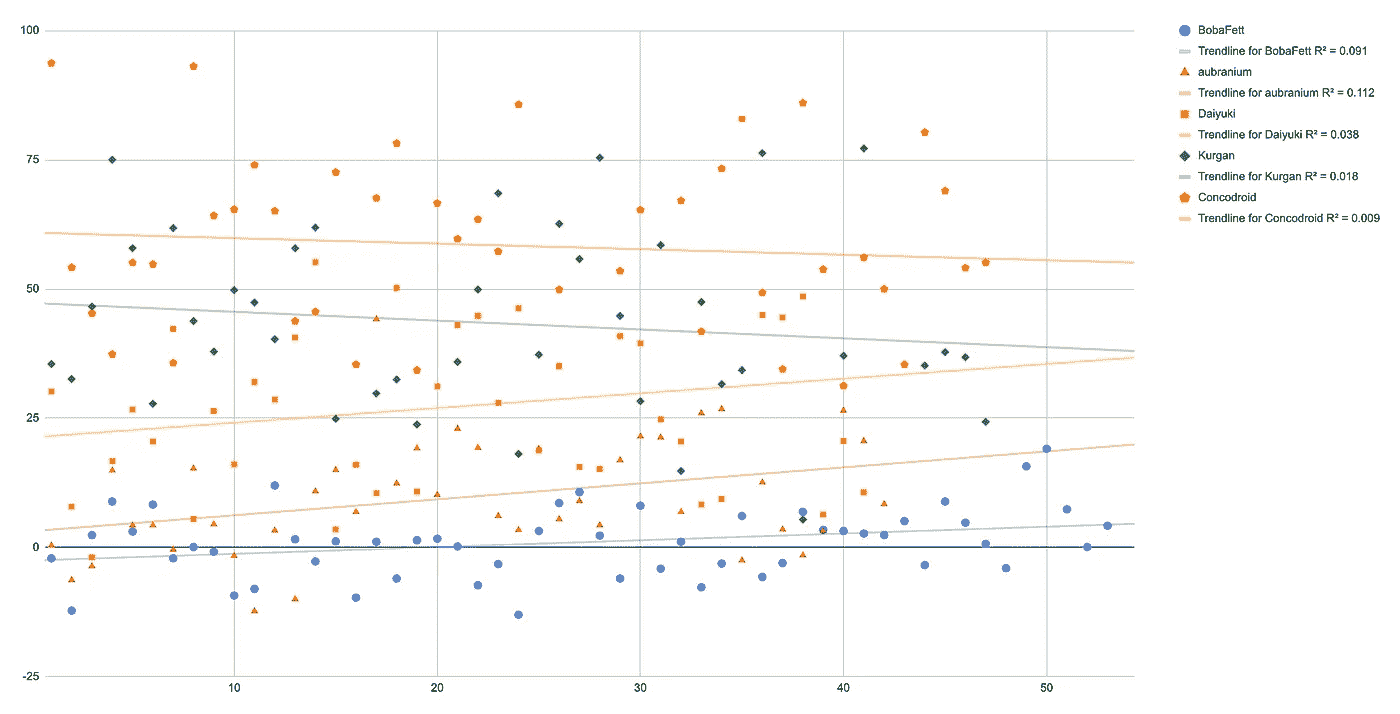 100
75
50
25
0
-25
10
20
30
40
50
BobaFett
Trendline for BobaFett R² = 0.091
aubranium
Trendline for aubranium R² = 0.112
Daiyuki
Trendline for Daiyuki R² = 0.038
Kurgan
Trendline for Kurgan R² = 0.018
Concodroid
Trendline for Concodroid R² = 0.009